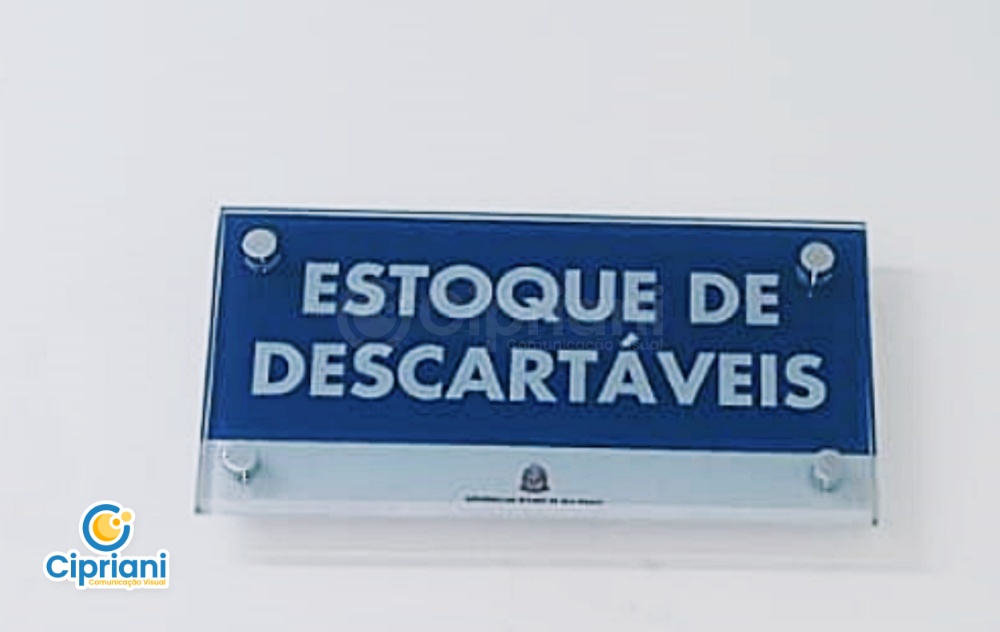 ESTOQUE DE
DESCARTÁVEIS
Cipriani
Comunicação Visual
Cipriani
Comunicação Visual